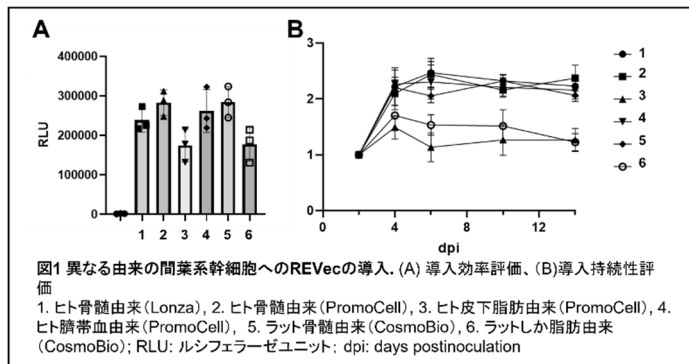 A
B
400000
300000
200000
100000
0
RLU
1 2 3 4 5 6
3
2
1
0
0 4 8 12
dpi
1
2
3
4
5
6
図1 異なる由来の間葉系幹細胞へのREVecの導入. (A) 導入効率評価、(B)導入持続性評
価
1. ヒト骨髄由来(Lonza), 2. ヒト骨髄由来(PromoCell), 3. ヒト皮下脂肪由来(PromoCell), 4.
ヒト臍帯血由来(PromoCell), 5. ラット骨髄由来(CosmoBio), 6. ラットしか脂肪由来
(CosmoBio); RLU: ルシフェラーゼユニット; dpi: days postinoculation